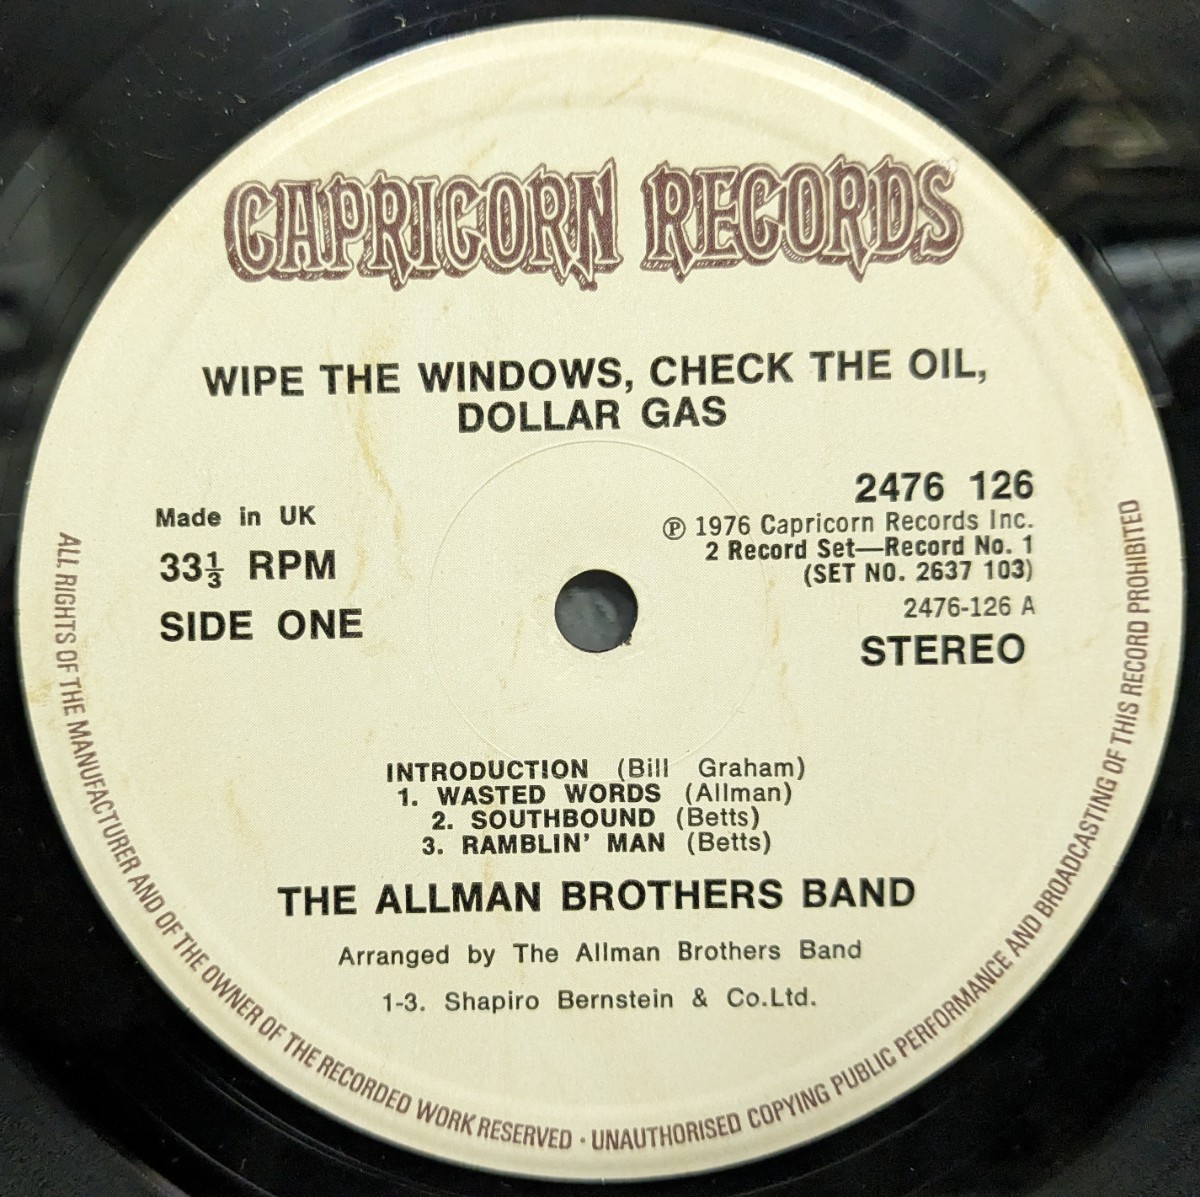 CAPRICORN RECORDS
WIPE THE WINDOWS, CHECK THE OIL,
DOLLAR GAS
2476 126
Made in UK
℗ 1976 Capricorn Records Inc.
2 Record Set—Record No. 1
33⅓ RPM
(SET NO. 2637 103)
2476-126 A
SIDE ONE
STEREO
INTRODUCTION (Bill Graham)
1. WASTED WORDS (Allman)
2. SOUTHBOUND (Betts)
3. RAMBLIN' MAN (Betts)
THE ALLMAN BROTHERS BAND
Arranged by The Allman Brothers Band
1-3. Shapiro Bernstein & Co.Ltd.
ALL RIGHTS OF THE MANUFACTURER AND OF THE OWNER OF THE RECORDED WORK RESERVED · UNAUTHORISED COPYING PUBLIC PERFORMANCE AND BROADCASTING OF THIS RECORD PROHIBITED